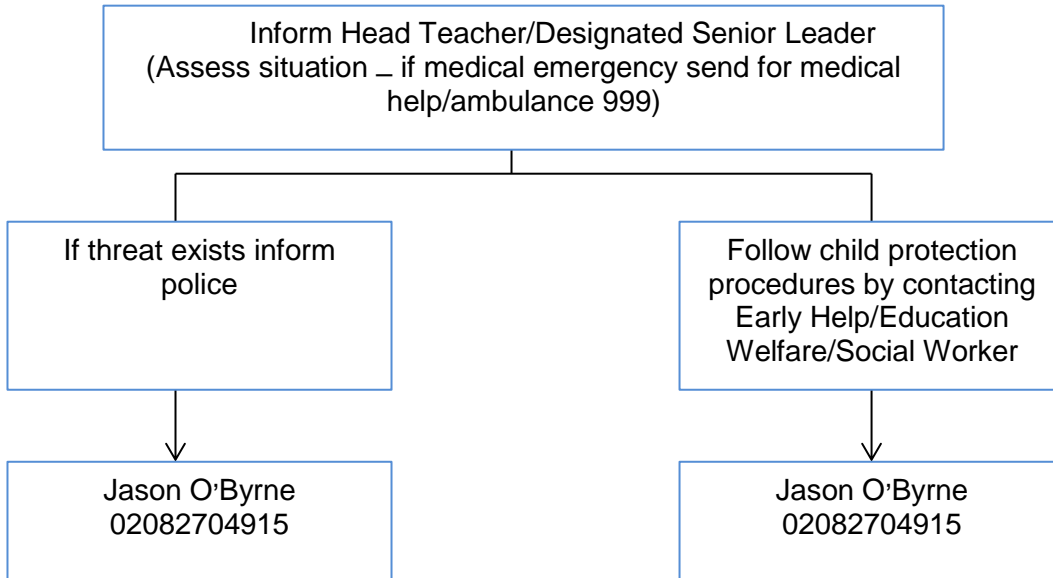 Inform Head Teacher/Designated Senior Leader
(Assess situation – if medical emergency send for medical
help/ambulance 999)
If threat exists inform
police
Follow child protection
procedures by contacting
Early Help/Education
Welfare/Social Worker
Jason O’Byrne
02082704915
Jason O’Byrne
02082704915